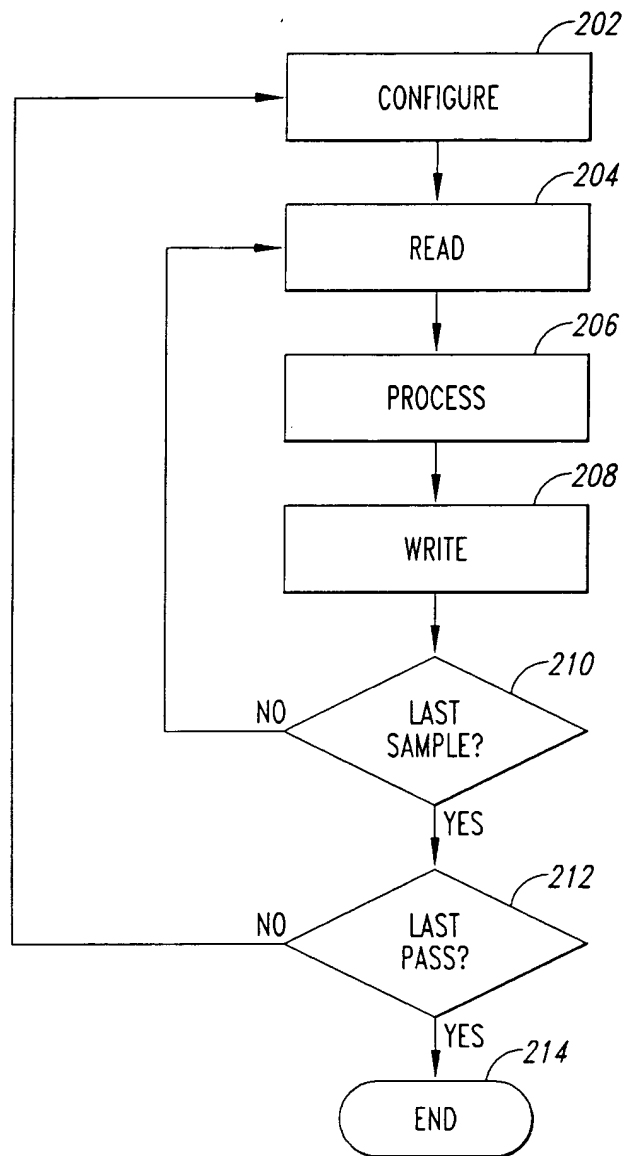 202
CONFIGURE
204
READ
206
PROCESS
208
WRITE
210
NO
LAST
SAMPLE?
YES
212
NO
LAST
PASS?
YES
214
END